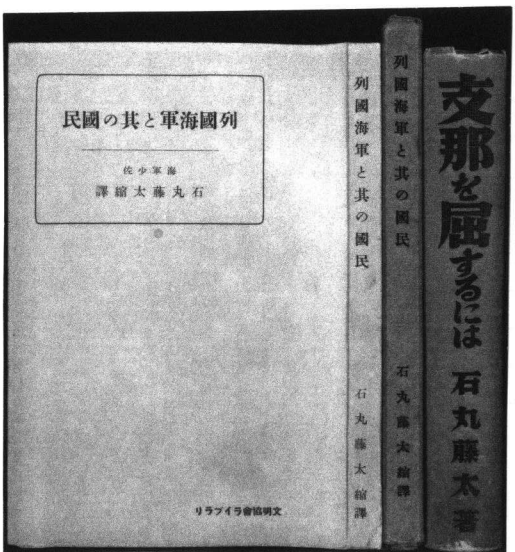 列國海軍と其の國民
海軍少佐
石丸藤太縮譯
文明協會ライブラリ
列國海軍と其の國民 石丸藤太縮譯
列國海軍と其の國民 石丸藤太縮譯
支那を屈するには 石丸藤太著